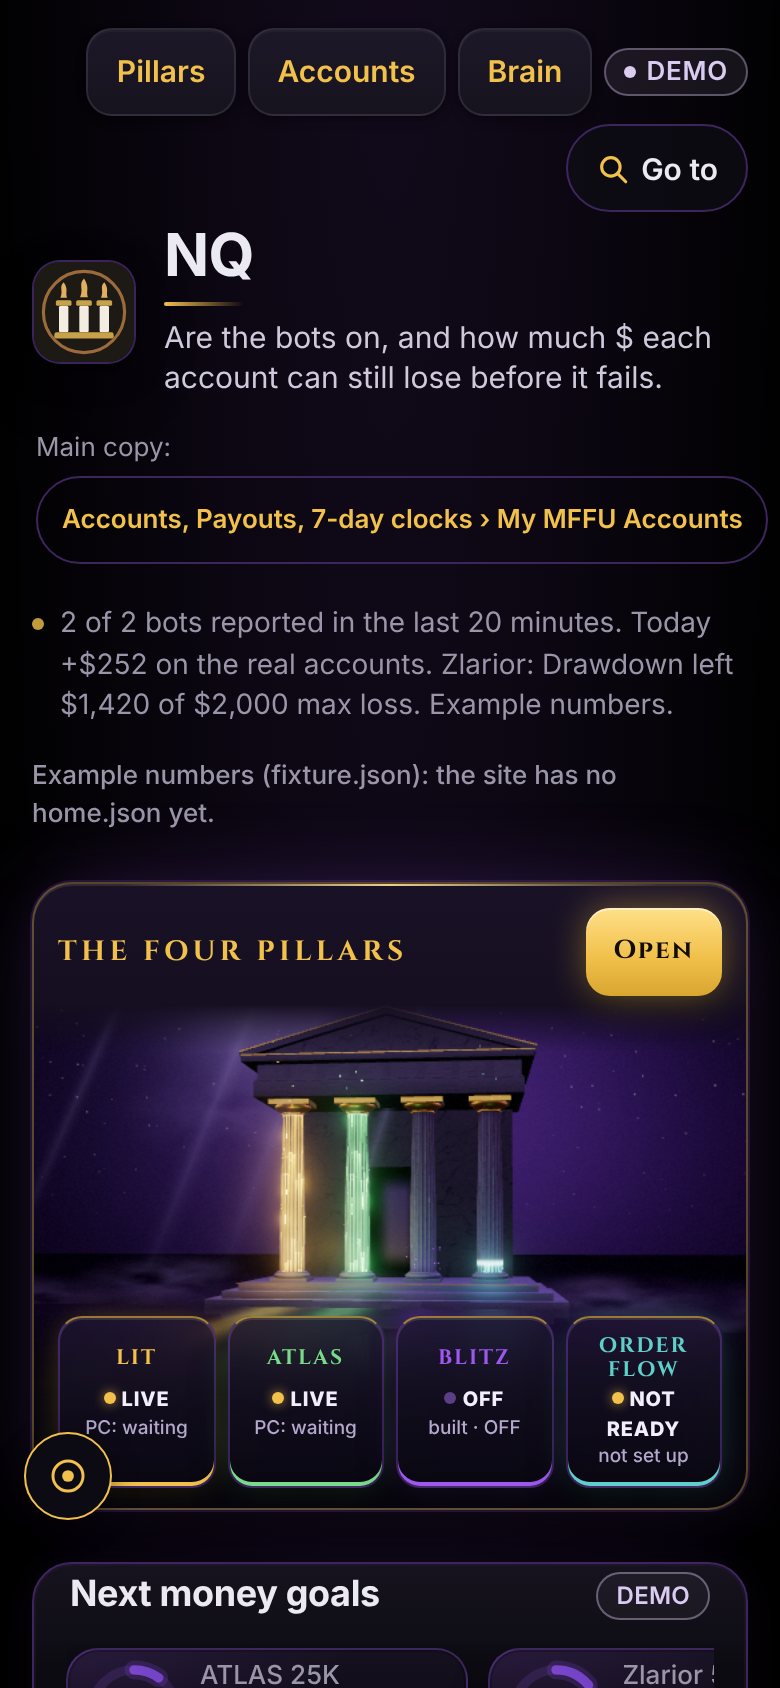 Pillars
Accounts
Brain
DEMO
Go to
NQ
Are the bots on, and how much $ each
account can still lose before it fails.
Main copy:
Accounts, Payouts, 7-day clocks › My MFFU Accounts
2 of 2 bots reported in the last 20 minutes. Today
+$252 on the real accounts. Zlarior: Drawdown left
$1,420 of $2,000 max loss. Example numbers.
Example numbers (fixture.json): the site has no
home.json yet.
THE FOUR PILLARS
OPEN
LIT
LIVE
PC: waiting
ATLAS
LIVE
PC: waiting
BLITZ
OFF
built · OFF
ORDER
FLOW
NOT
READY
not set up
Next money goals
DEMO
ATLAS 25K
Zlarior